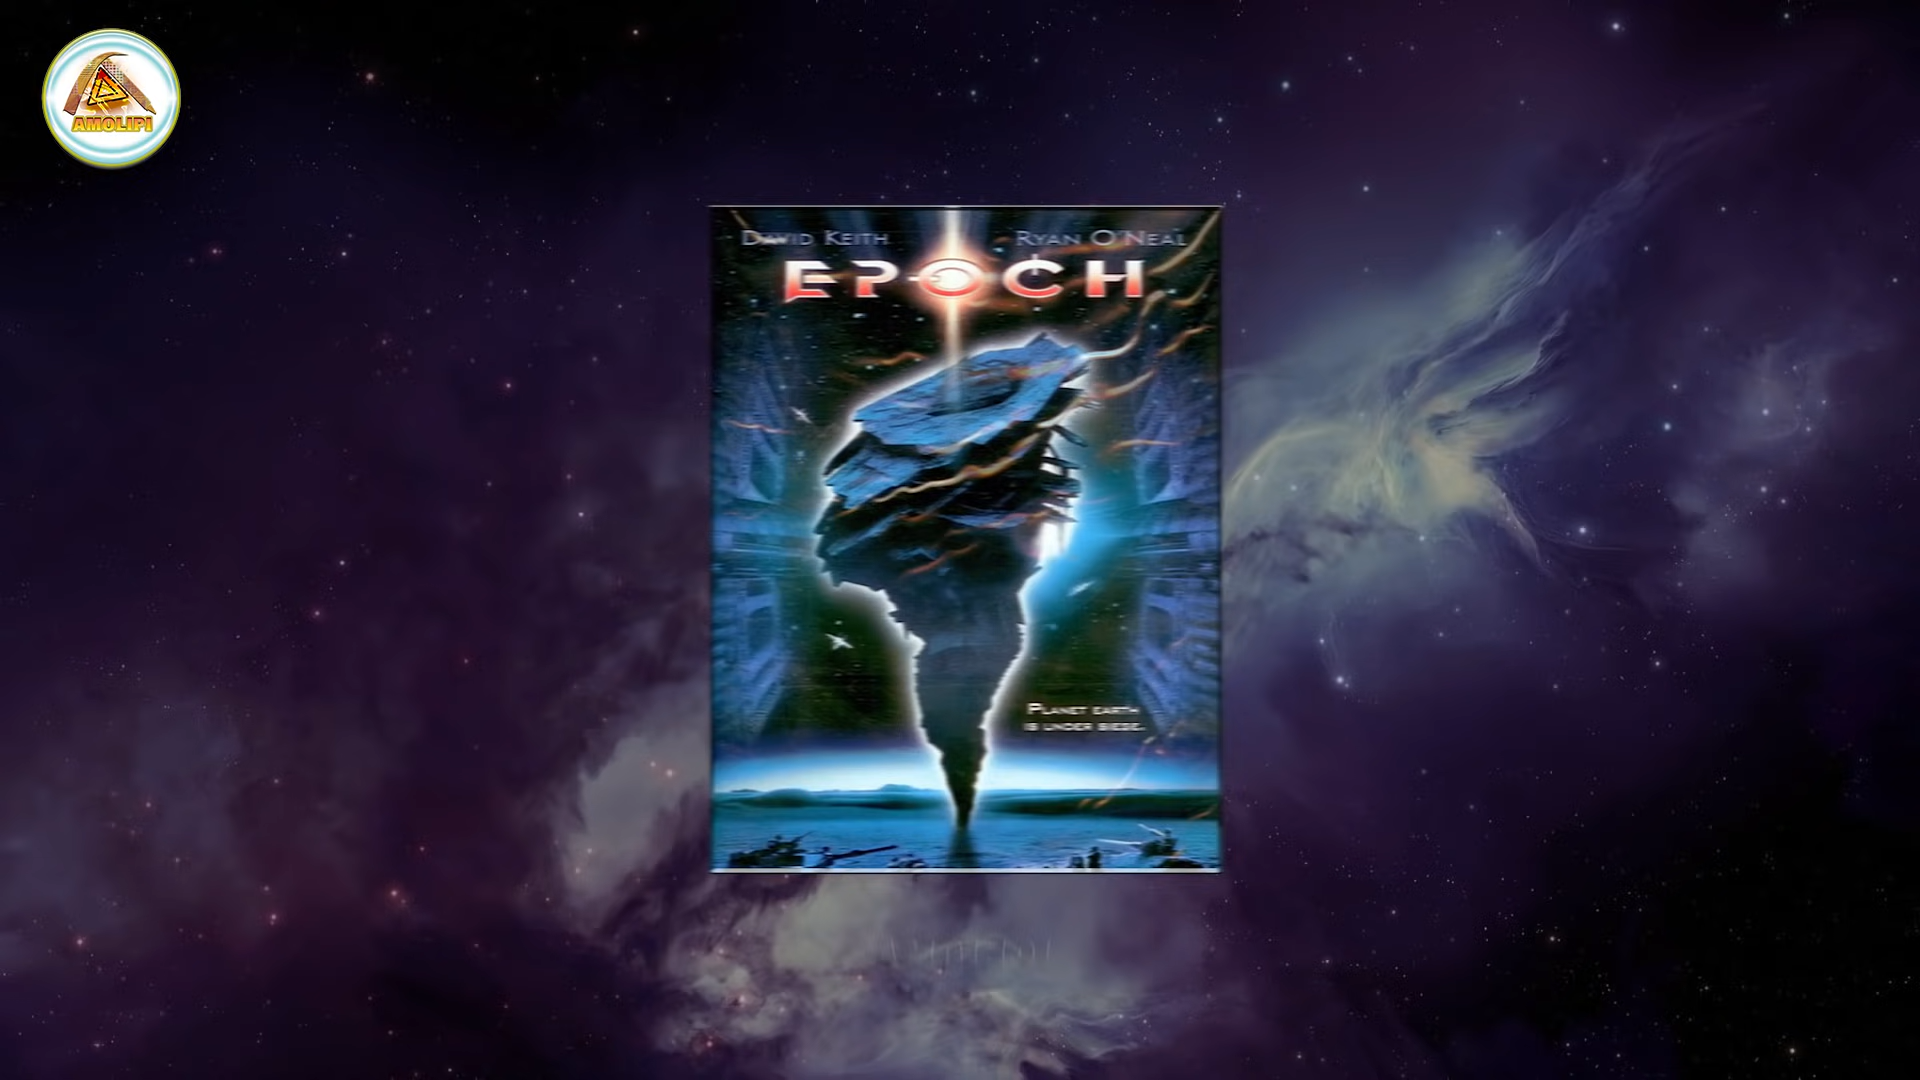 AMOLIPI
David Keith Ryan O'Neal
EPOCH
Planet earth
is under siege.